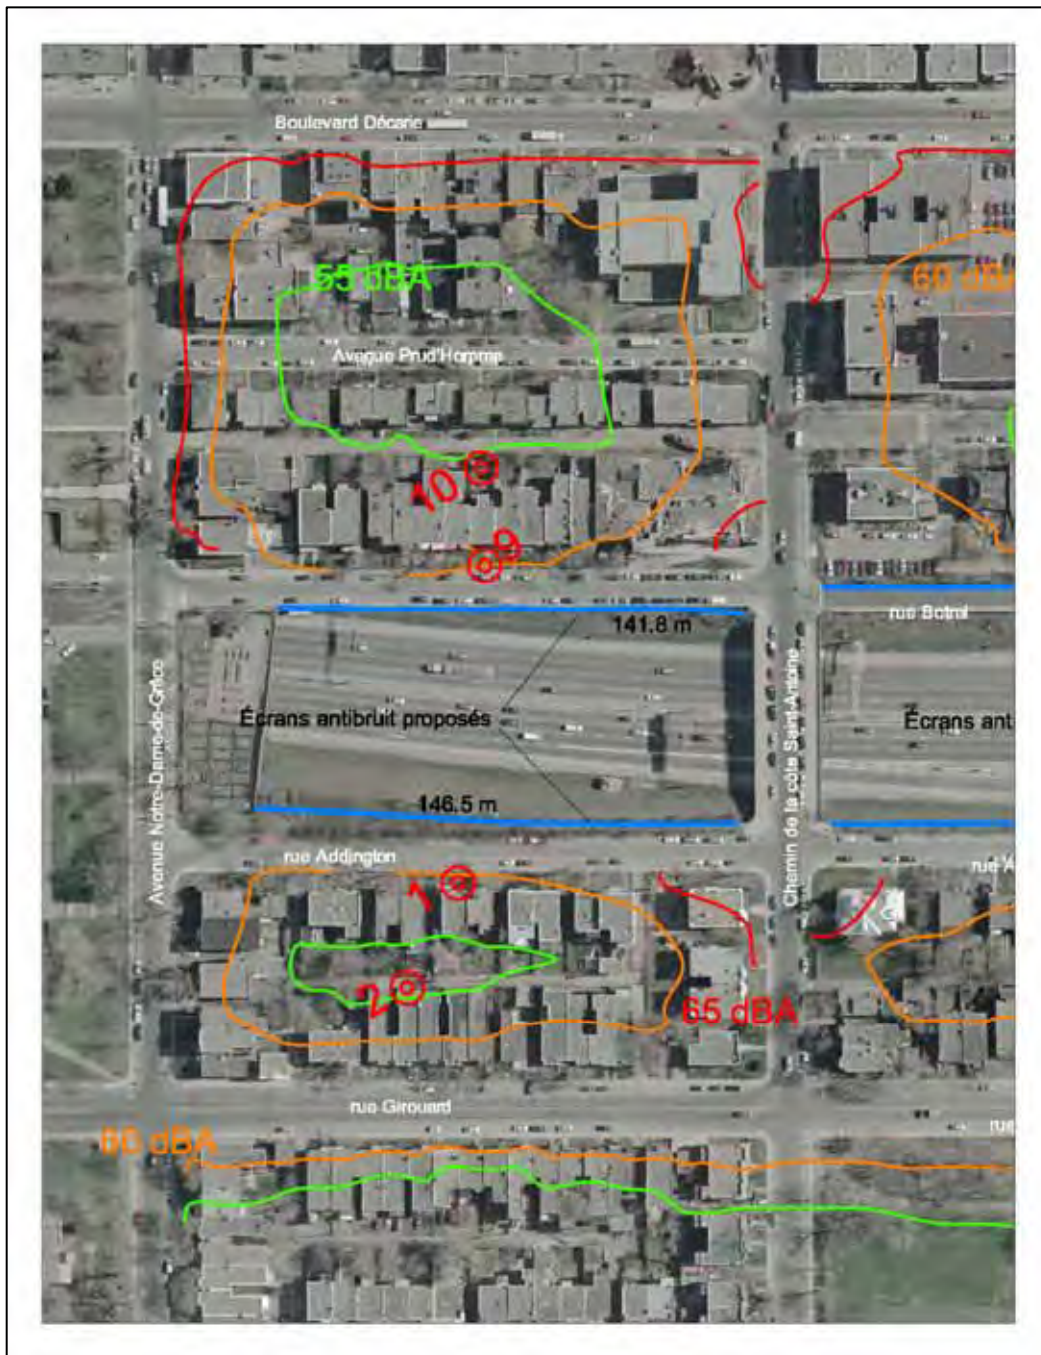 Boulevard Décarie
55 dBA
60 dBA
Avenue Prud'Homme
10
9
141.8 m
rue Botrel
Écrans antibruit proposés
Écrans ant
146.5 m
Avenue Notre-Dame-de-Grâce
Chemin de la côte Saint-Antoine
rue Addington
rue A
1
2
65 dBA
rue Girouard
rue
60 dBA